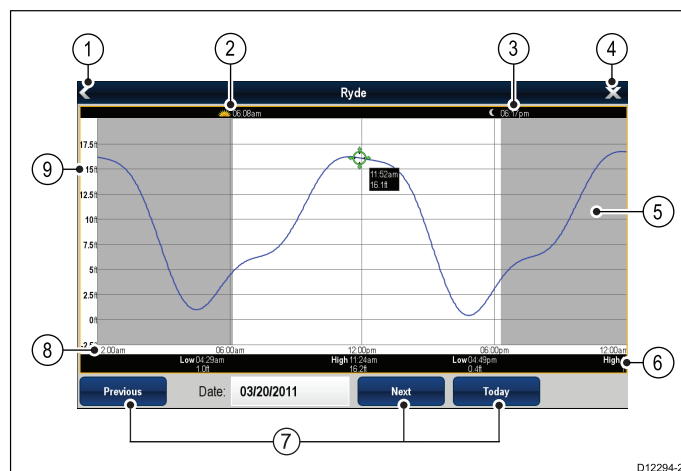 1 2 3 4
Ryde
06:08am 06:17pm
17.5ft
9
15ft
11:52am
16.1ft
12.5ft
5
10ft
7.5ft
5ft
2.5ft
0ft
-2.5ft
8
2:00am 06:00am 12:00pm 06:00pm 12:00am
Low 04:29am High 11:24am Low 04:49pm High
1.0ft 16.2ft 0.4ft
6
Previous Date: 03/20/2011 Next Today
7
D12294-2